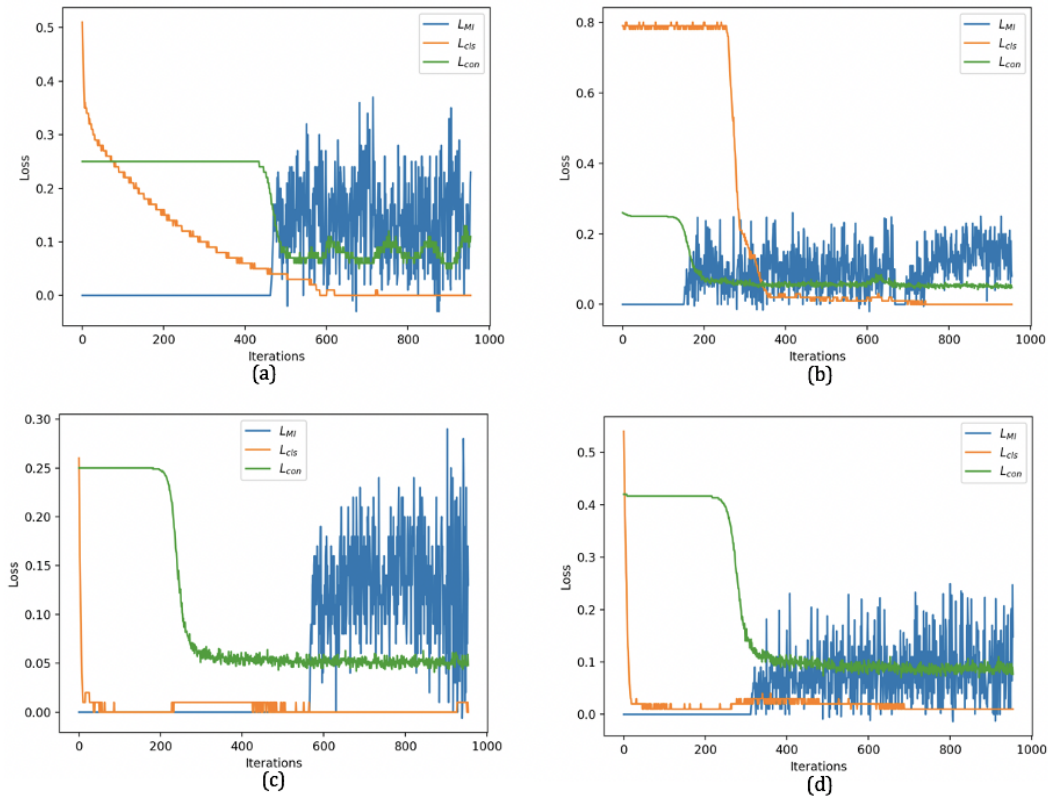 0.5
0.4
0.3
0.2
0.1
0.0
Loss
0
200
400
600
800
1000
Iterations
L_MI
L_cls
L_con
(a)
0.8
0.6
0.4
0.2
0.0
Loss
0
200
400
600
800
1000
Iterations
L_MI
L_cls
L_con
(b)
0.30
0.25
0.20
0.15
0.10
0.05
0.00
Loss
0
200
400
600
800
1000
Iterations
L_MI
L_cls
L_con
(c)
0.5
0.4
0.3
0.2
0.1
0.0
Loss
0
200
400
600
800
1000
Iterations
L_MI
L_cls
L_con
(d)